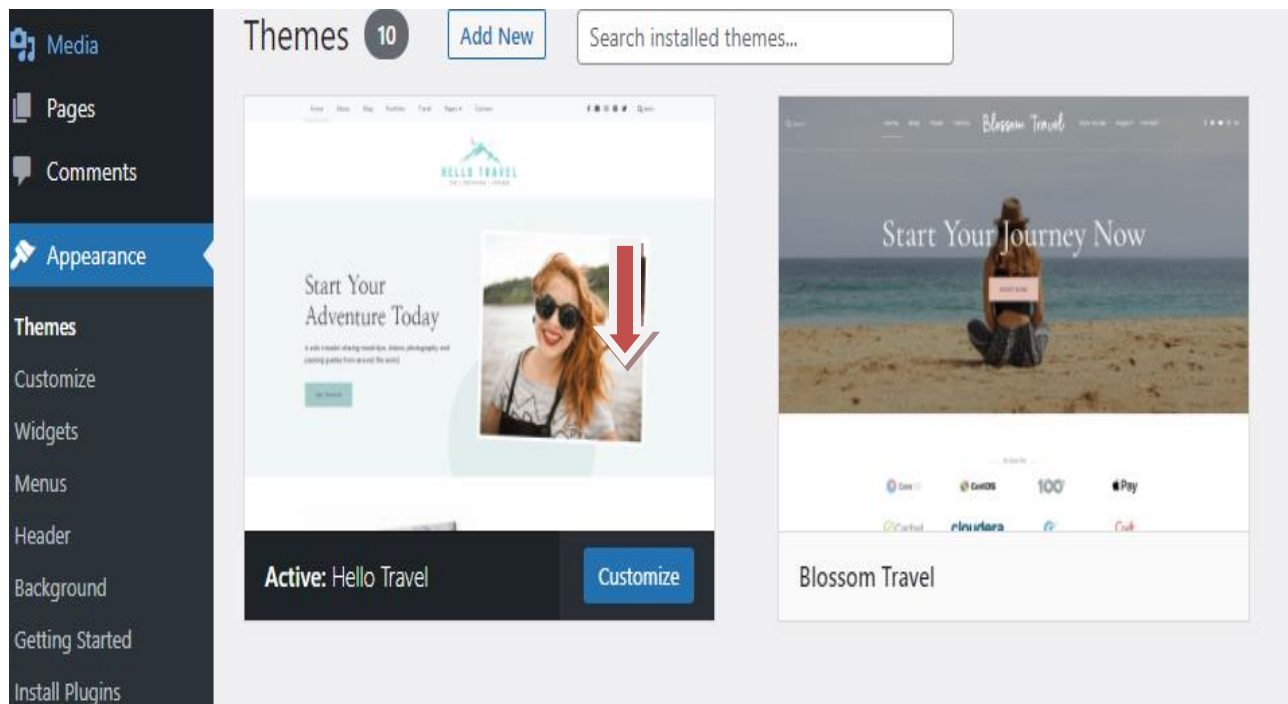 Media
Pages
Comments
Appearance
Themes
Customize
Widgets
Menus
Header
Background
Getting Started
Install Plugins
Themes 10 Add New Search installed themes...
HELLO TRAVEL
Start Your
Adventure Today
Active: Hello Travel Customize
Blossom Travel
Start Your Journey Now
100
Pay
cloudera
Blossom Travel